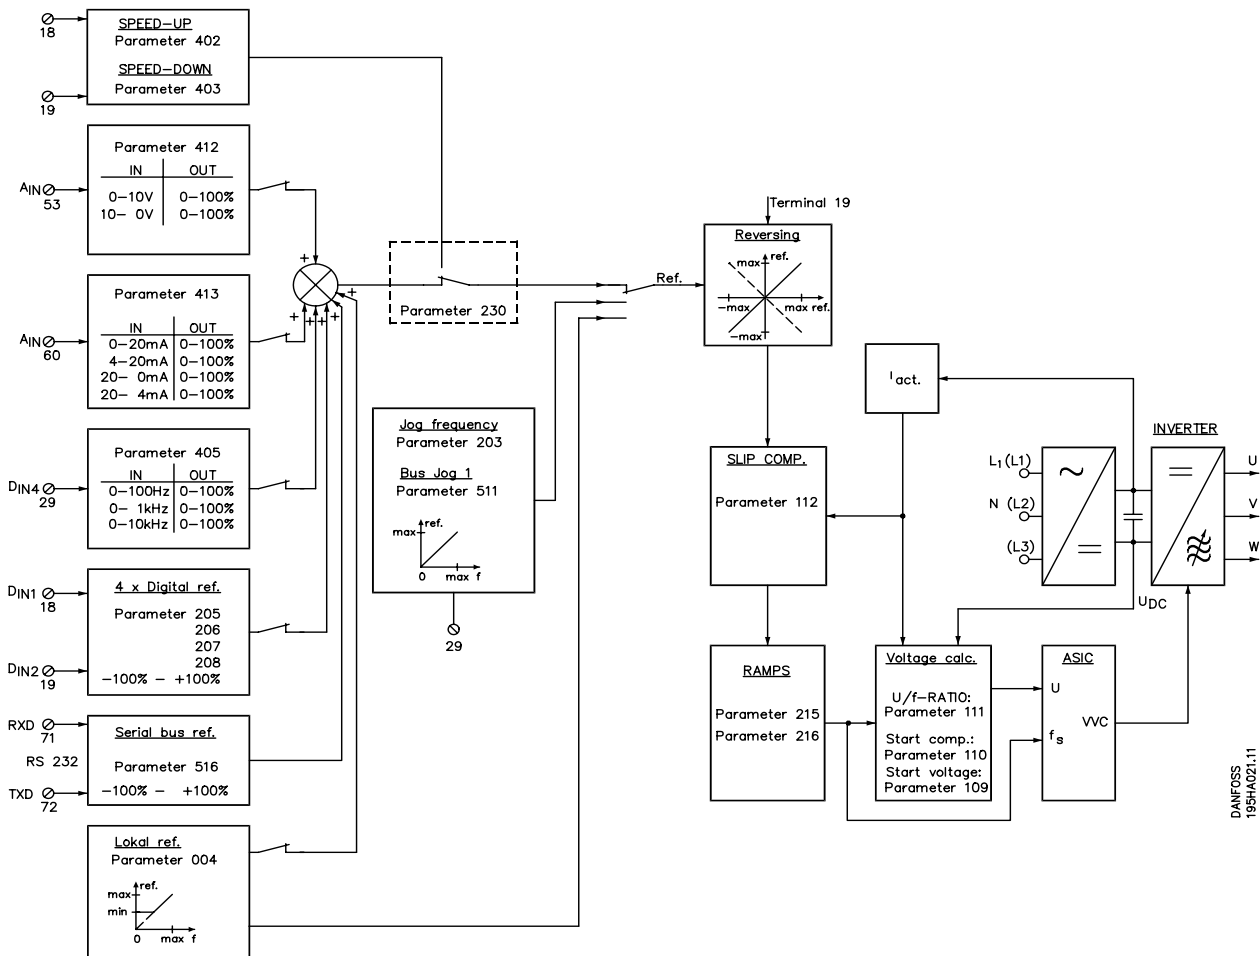 18
SPEED-UP
Parameter 402
SPEED-DOWN
Parameter 403
19
Parameter 412
IN OUT
0-10V 0-100%
10- 0V 0-100%
AIN
53
Parameter 413
IN OUT
0-20mA 0-100%
4-20mA 0-100%
20- 0mA 0-100%
20- 4mA 0-100%
AIN
60
Parameter 405
IN OUT
0-100Hz 0-100%
0- 1kHz 0-100%
0-10kHz 0-100%
DIN4
29
DIN1
18
4 x Digital ref.
Parameter 205
206
207
208
-100% - +100%
DIN2
19
RXD
71
RS 232
TXD
72
Serial bus ref.
Parameter 516
-100% - +100%
Lokal ref.
Parameter 004
ref.
max
min
0 max f
+
+
+
+
+
+
Parameter 230
Jog frequency
Parameter 203
Bus Jog 1
Parameter 511
ref.
max
0 max f
29
Ref.
Terminal 19
Reversing
max ref.
-max max ref.
-max
SLIP COMP.
Parameter 112
RAMPS
Parameter 215
Parameter 216
Iact.
L1 (L1)
N (L2)
(L3)
INVERTER
U
V
W
UDC
Voltage calc.
U/f-RATIO:
Parameter 111
Start comp.:
Parameter 110
Start voltage:
Parameter 109
ASIC
U
VVC
fs
DANFOSS
195HA021.11